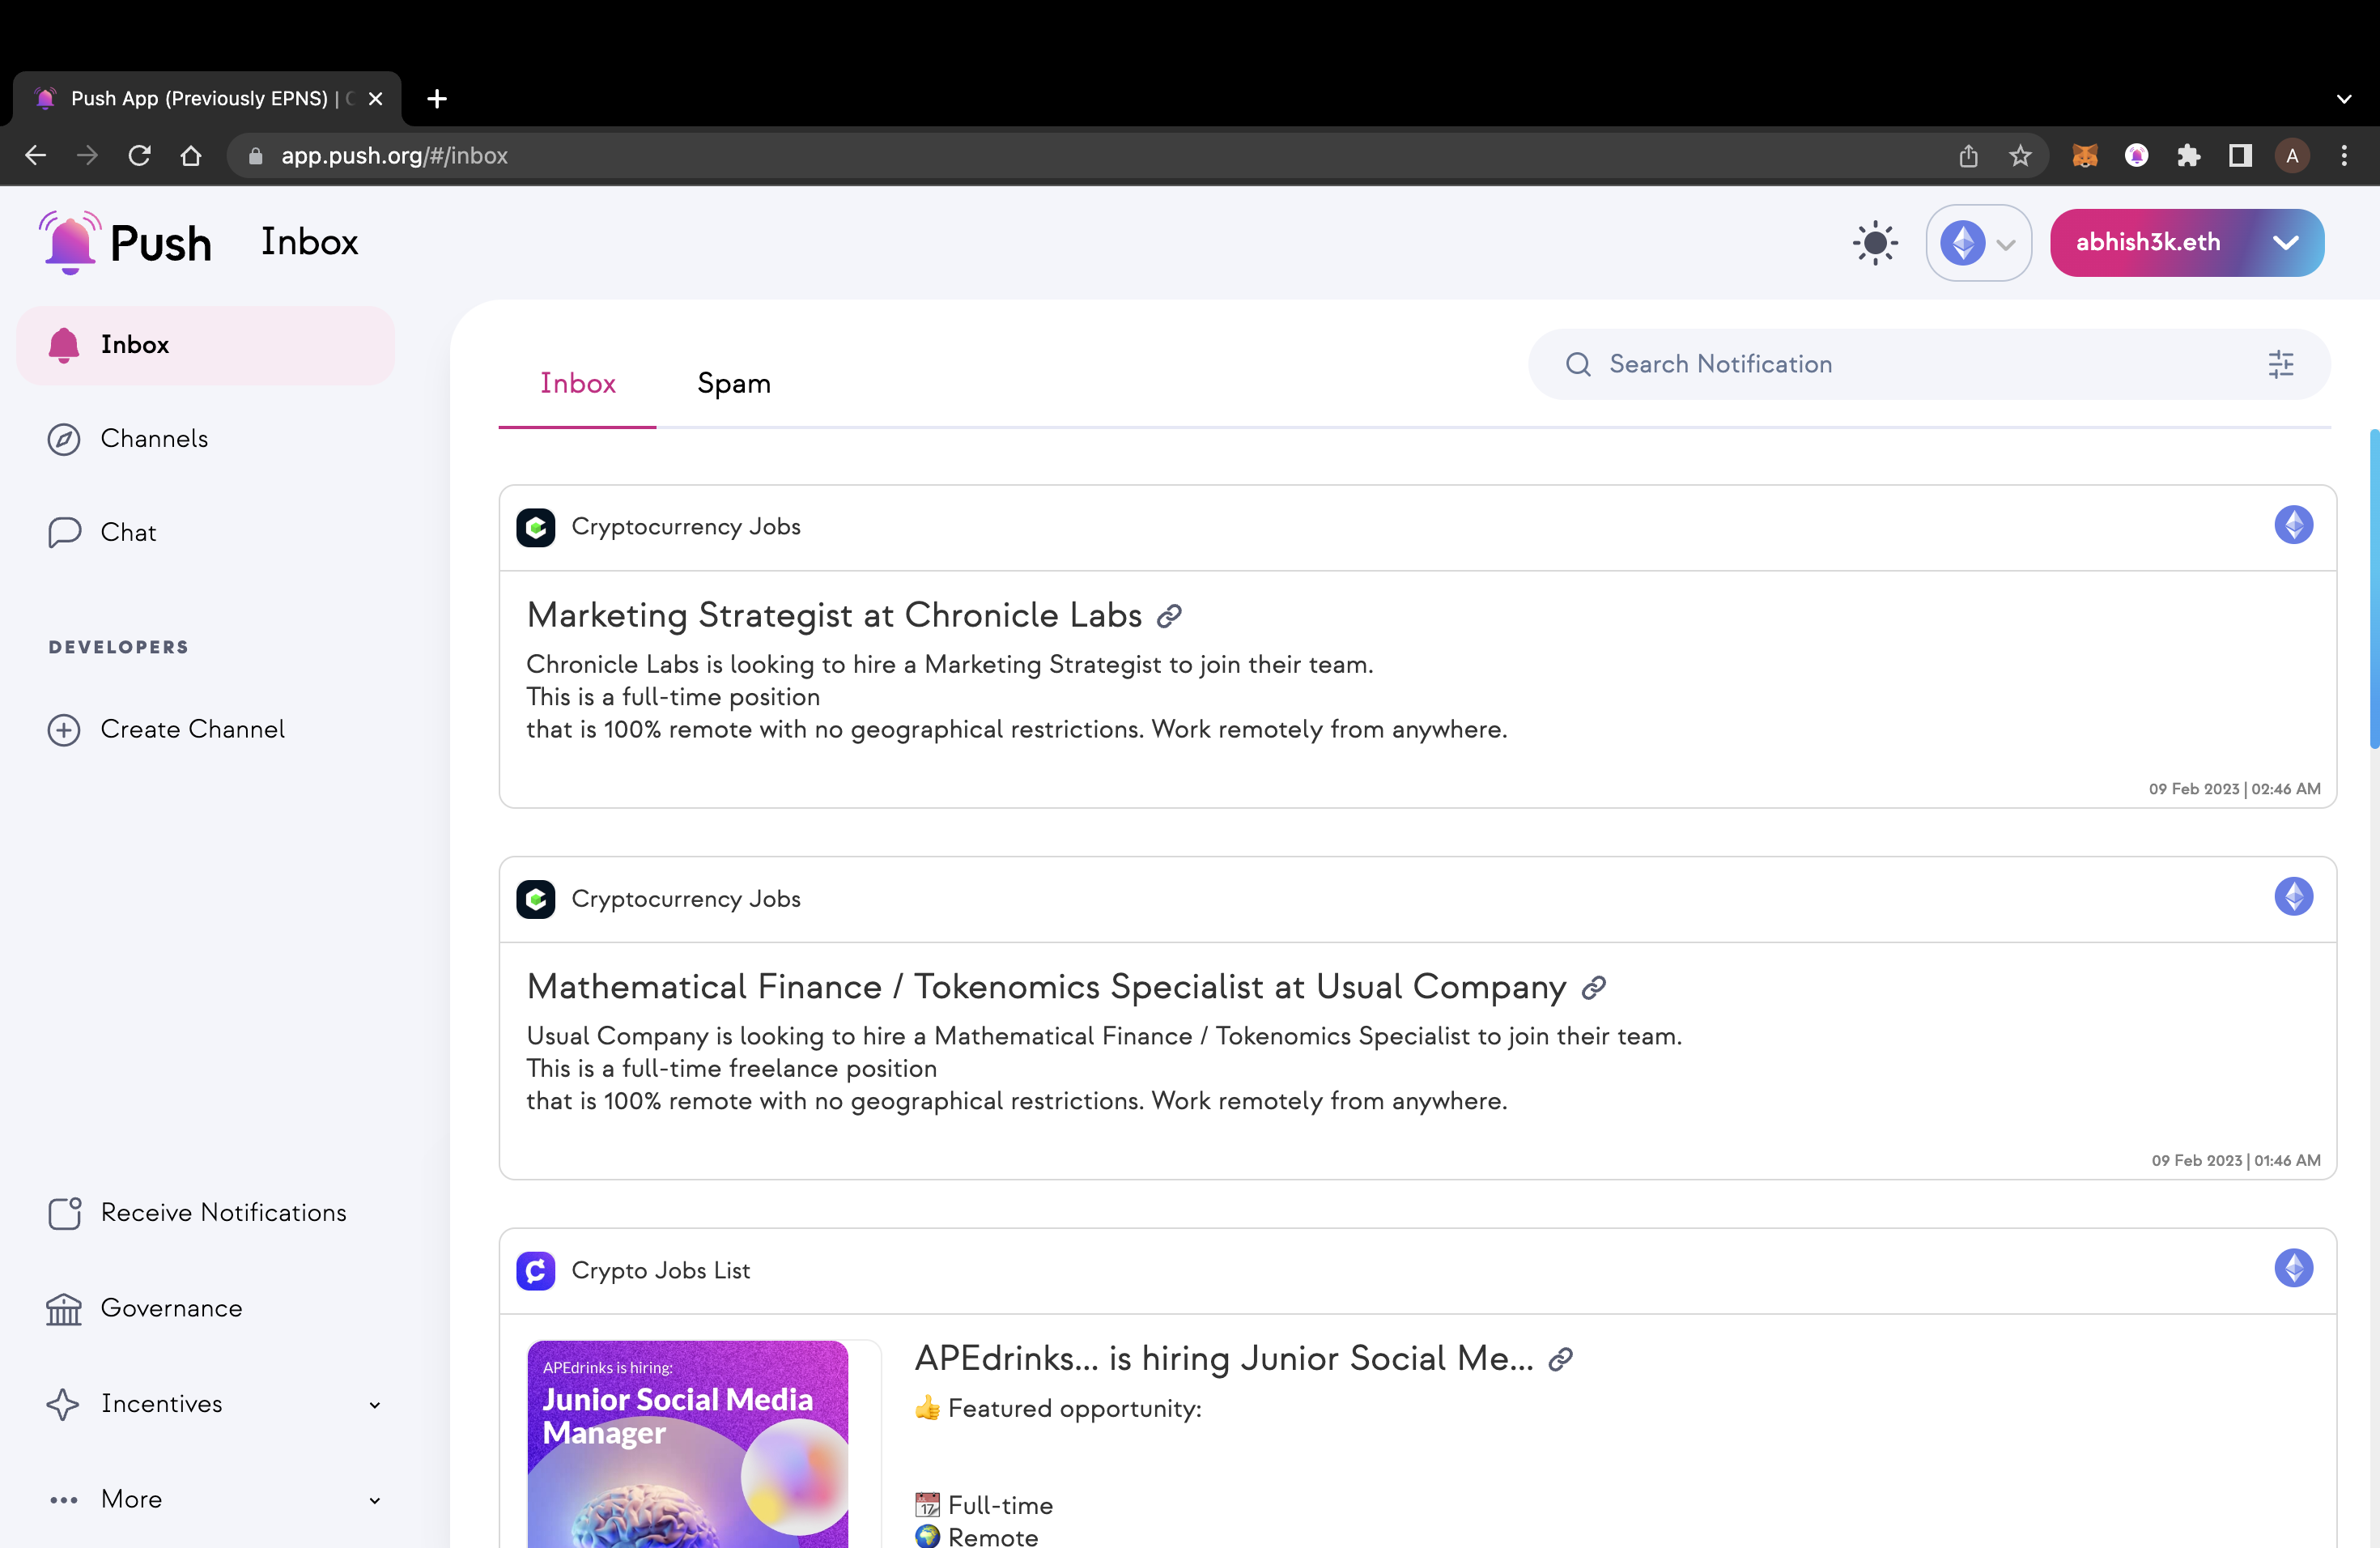 Push App (Previously EPNS) |
app.push.org/#/inbox
A
Push
Inbox
abhish3k.eth
Inbox
Channels
Chat
DEVELOPERS
Create Channel
Receive Notifications
Governance
Incentives
More
Inbox
Spam
Search Notification
Cryptocurrency Jobs
Marketing Strategist at Chronicle Labs
Chronicle Labs is looking to hire a Marketing Strategist to join their team.
This is a full-time position
that is 100% remote with no geographical restrictions. Work remotely from anywhere.
09 Feb 2023 | 02:46 AM
Cryptocurrency Jobs
Mathematical Finance / Tokenomics Specialist at Usual Company
Usual Company is looking to hire a Mathematical Finance / Tokenomics Specialist to join their team.
This is a full-time freelance position
that is 100% remote with no geographical restrictions. Work remotely from anywhere.
09 Feb 2023 | 01:46 AM
Crypto Jobs List
APEdrinks is hiring:
Junior Social Media
Manager
APEdrinks... is hiring Junior Social Me...
👍 Featured opportunity:
📆 Full-time
🌍 Remote